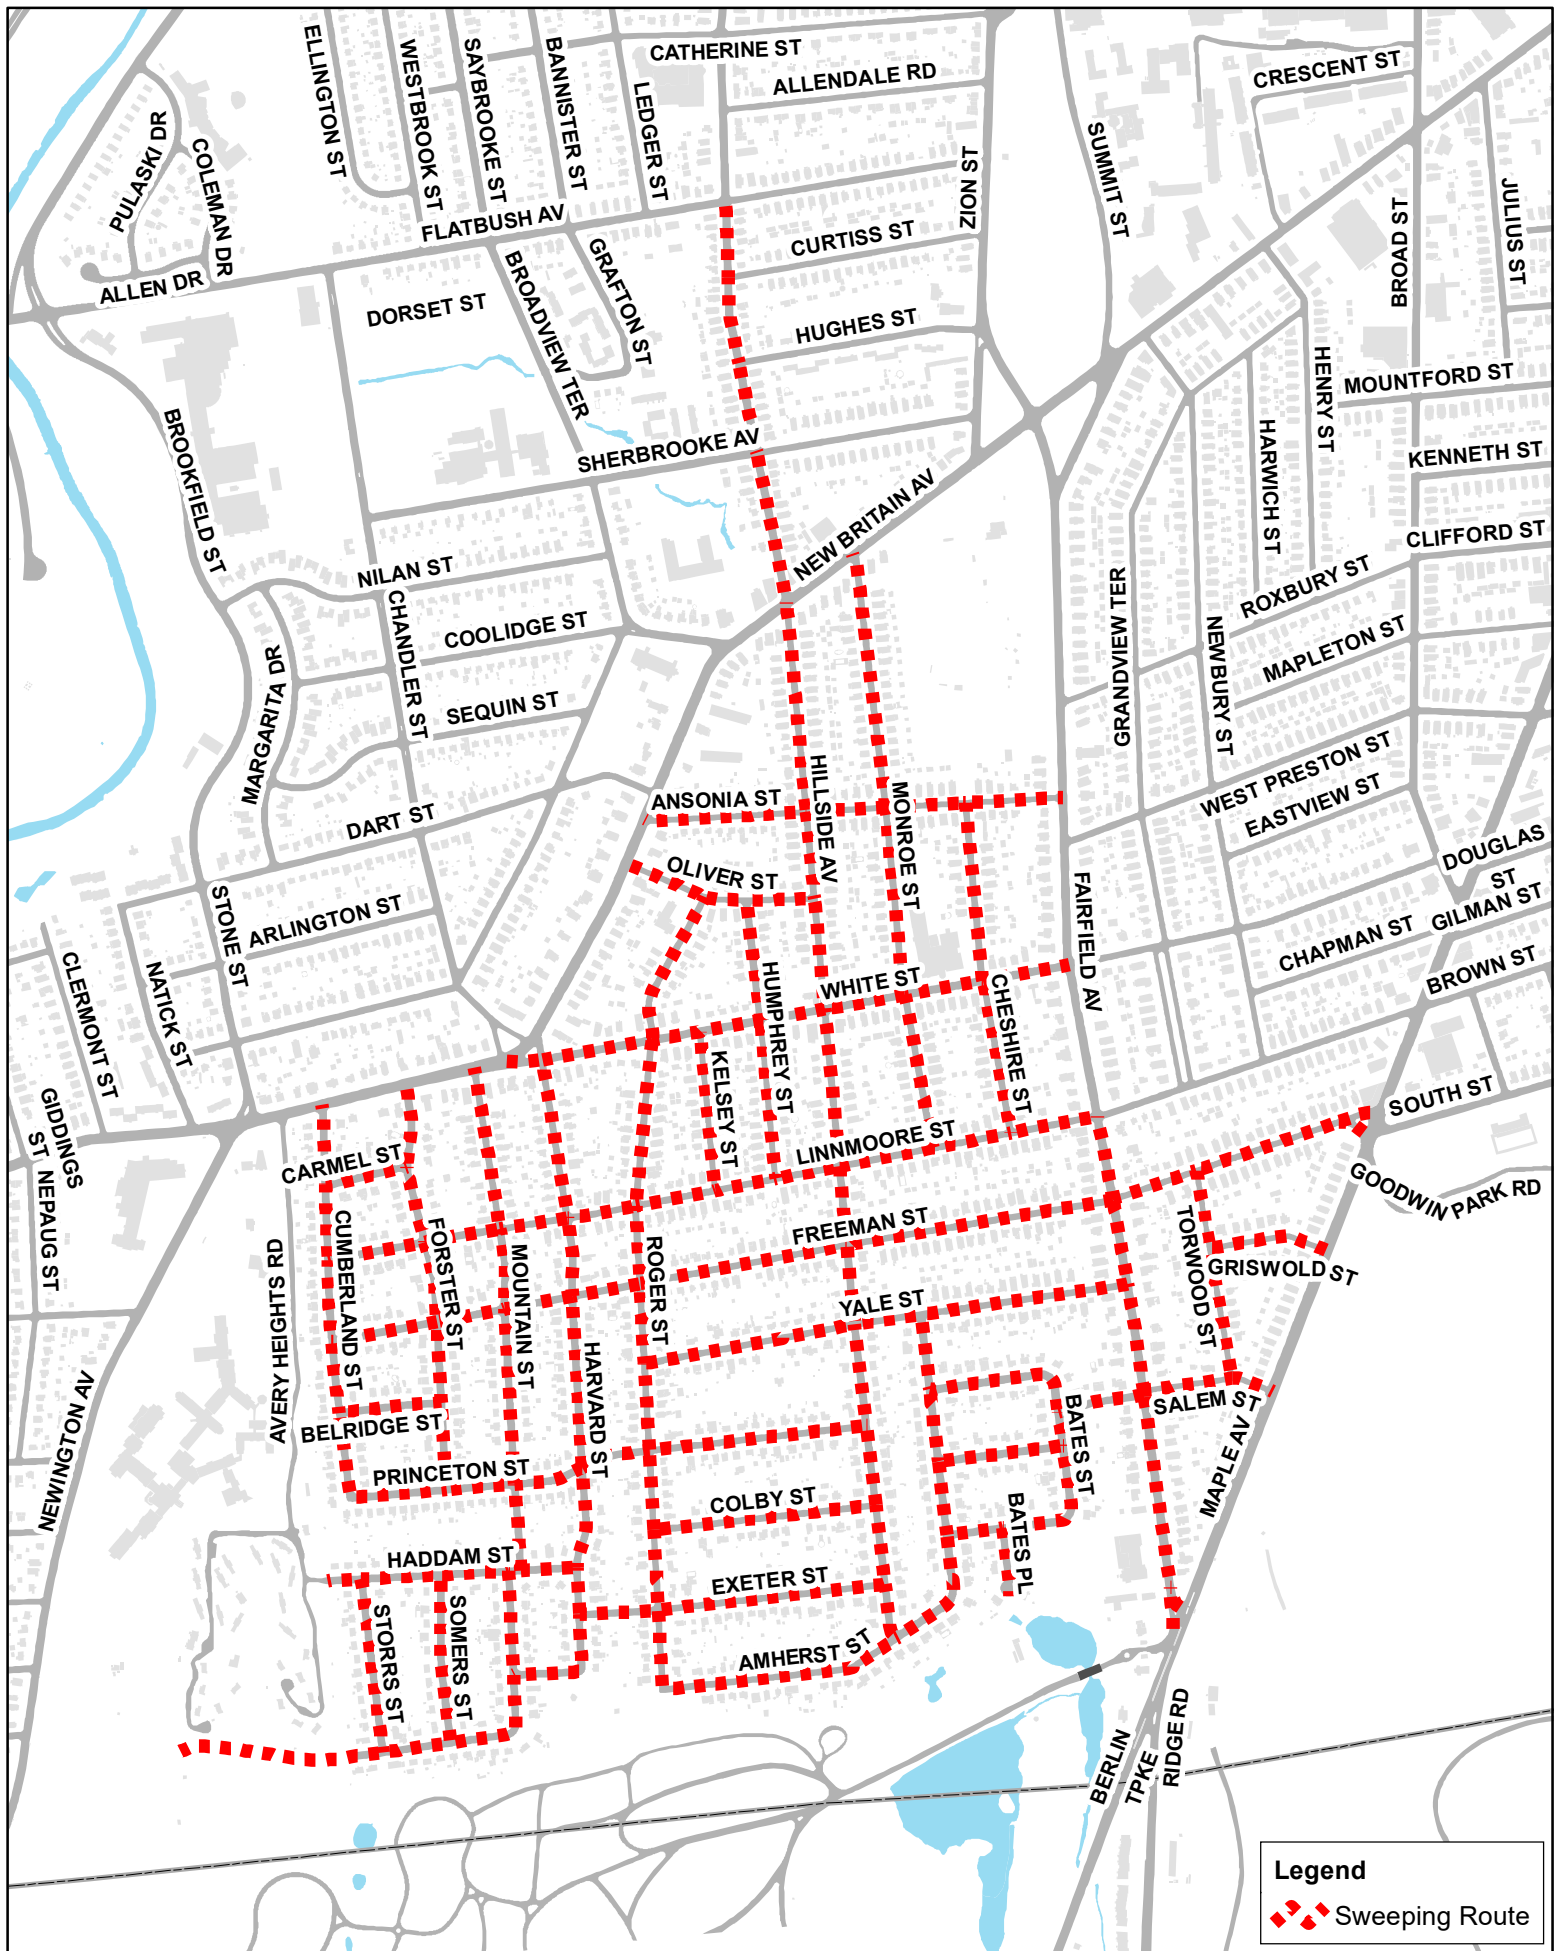 ELLINGTON ST
WESTBROOK ST
SAYBROOKE ST
BANNISTER ST
LEDGER ST
CATHERINE ST
ALLENDALE RD
CRESCENT ST
PULASKI DR
COLEMAN DR
ZION ST
SUMMIT ST
BROAD ST
JULIUS ST
FLATBUSH AV
CURTISS ST
ALLEN DR
DORSET ST
BROADVIEW TER
GRAFTON ST
HUGHES ST
HENRY ST
MOUNTFORD ST
BROOKFIELD ST
SHERBROOKE AV
HARWICH ST
KENNETH ST
NEW BRITAIN AV
CLIFFORD ST
NILAN ST
CHANDLER ST
COOLIDGE ST
GRANDVIEW TER
ROXBURY ST
NEWBURY ST
MAPLETON ST
MARGARITA DR
SEQUIN ST
HILLSIDE AV
MONROE ST
WEST PRESTON ST
EASTVIEW ST
ANSONIA ST
DART ST
OLIVER ST
DOUGLAS
ST
STONE ST
ARLINGTON ST
FAIRFIELD AV
CHAPMAN ST
GILMAN ST
CLERMONT ST
NATICK ST
HUMPHREY ST
WHITE ST
CHESHIRE ST
BROWN ST
KELSEY ST
GIDDINGS
ST
SOUTH ST
LINNMOORE ST
CARMEL ST
NEPAUG ST
GOODWIN
PARK RD
AVERY HEIGHTS RD
CUMBERLAND ST
FORSTER ST
MOUNTAIN ST
ROGER ST
FREEMAN ST
TORWOOD ST
GRISWOLD ST
YALE ST
HARVARD ST
NEWINGTON AV
BELRIDGE ST
BATES ST
SALEM ST
MAPLE AV
PRINCETON ST
COLBY ST
BATES PL
HADDAM ST
EXETER ST
STORRS ST
SOMERS ST
AMHERST ST
BERLIN
TPKE
RIDGE RD
Legend
Sweeping Route